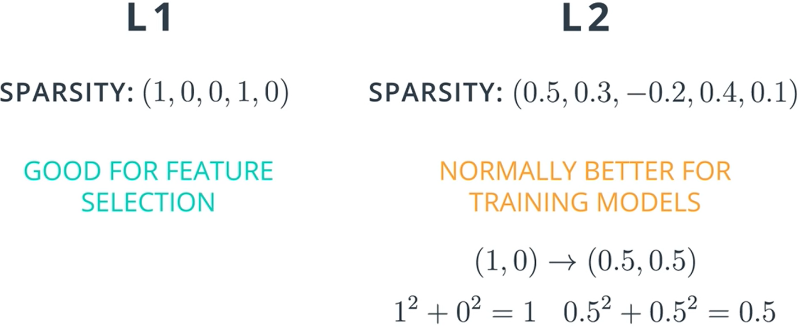 L1
SPARSITY: (1, 0, 0, 1, 0)
GOOD FOR FEATURE
SELECTION
L2
SPARSITY: (0.5, 0.3, −0.2, 0.4, 0.1)
NORMALLY BETTER FOR
TRAINING MODELS
(1, 0) → (0.5, 0.5)
1² + 0² = 1 0.5² + 0.5² = 0.5